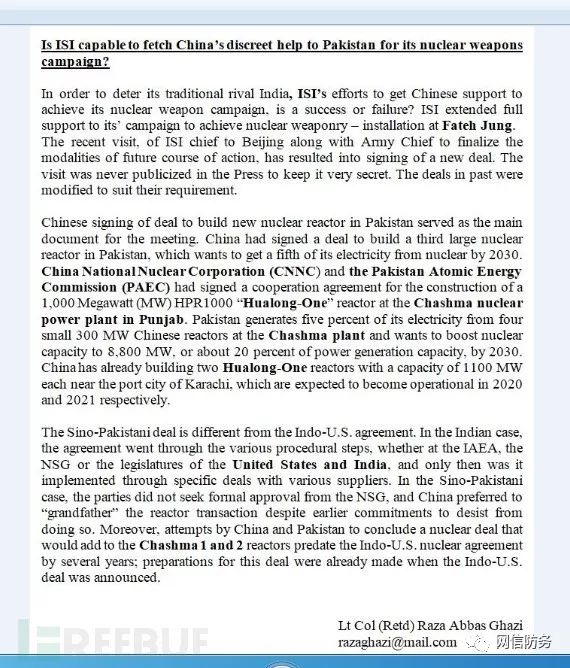 Is ISI capable to fetch China's discreet help to Pakistan for its nuclear weapons
campaign?
In order to deter its traditional rival India, ISI's efforts to get Chinese support to
achieve its nuclear weapon campaign, is a success or failure? ISI extended full
support to its' campaign to achieve nuclear weaponry – installation at Fateh Jung.
The recent visit, of ISI chief to Beijing along with Army Chief to finalize the
modalities of future course of action, has resulted into signing of a new deal. The
visit was never publicized in the Press to keep it very secret. The deals in past were
modified to suit their requirement.
Chinese signing of deal to build new nuclear reactor in Pakistan served as the main
document for the meeting. China had signed a deal to build a third large nuclear
reactor in Pakistan, which wants to get a fifth of its electricity from nuclear by 2030.
China National Nuclear Corporation (CNNC) and the Pakistan Atomic Energy
Commission (PAEC) had signed a cooperation agreement for the construction of a
1,000 Megawatt (MW) HPR1000 “Hualong-One” reactor at the Chashma nuclear
power plant in Punjab. Pakistan generates five percent of its electricity from four
small 300 MW Chinese reactors at the Chashma plant and wants to boost nuclear
capacity to 8,800 MW, or about 20 percent of power generation capacity, by 2030.
China has already building two Hualong-One reactors with a capacity of 1100 MW
each near the port city of Karachi, which are expected to become operational in 2020
and 2021 respectively.
The Sino-Pakistani deal is different from the Indo-U.S. agreement. In the Indian case,
the agreement went through the various procedural steps, whether at the IAEA, the
NSG or the legislatures of the United States and India, and only then was it
implemented through specific deals with various suppliers. In the Sino-Pakistani
case, the parties did not seek formal approval from the NSG, and China preferred to
“grandfather” the reactor transaction despite earlier commitments to desist from
doing so. Moreover, attempts by China and Pakistan to conclude a nuclear deal that
would add to the Chashma 1 and 2 reactors predate the Indo-U.S. nuclear agreement
by several years; preparations for this deal were already made when the Indo-U.S.
deal was announced.
Lt Col (Retd) Raza Abbas Ghazi
razaghazi@mail.com
网信防务
FREEBUF